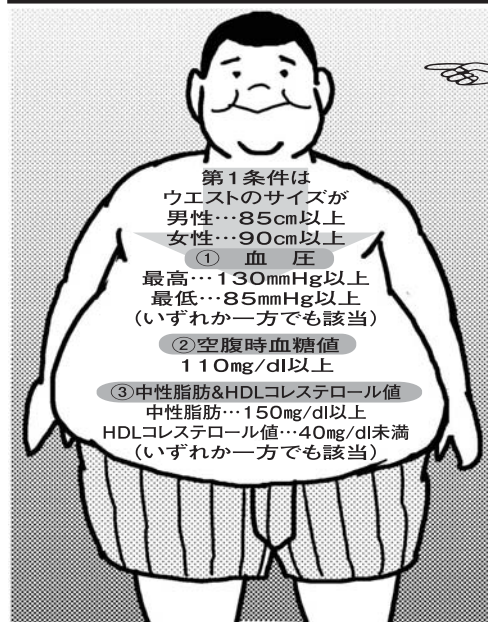 第1条件は
ウエストのサイズが
男性…85cm以上
女性…90cm以上
① 血 圧
最高…130mmHg以上
最低…85mmHg以上
(いずれか一方でも該当)
②空腹時血糖値
110mg/dl以上
③中性脂肪&HDLコレステロール値
中性脂肪…150mg/dl以上
HDLコレステロール値…40mg/dl未満
(いずれか一方でも該当)